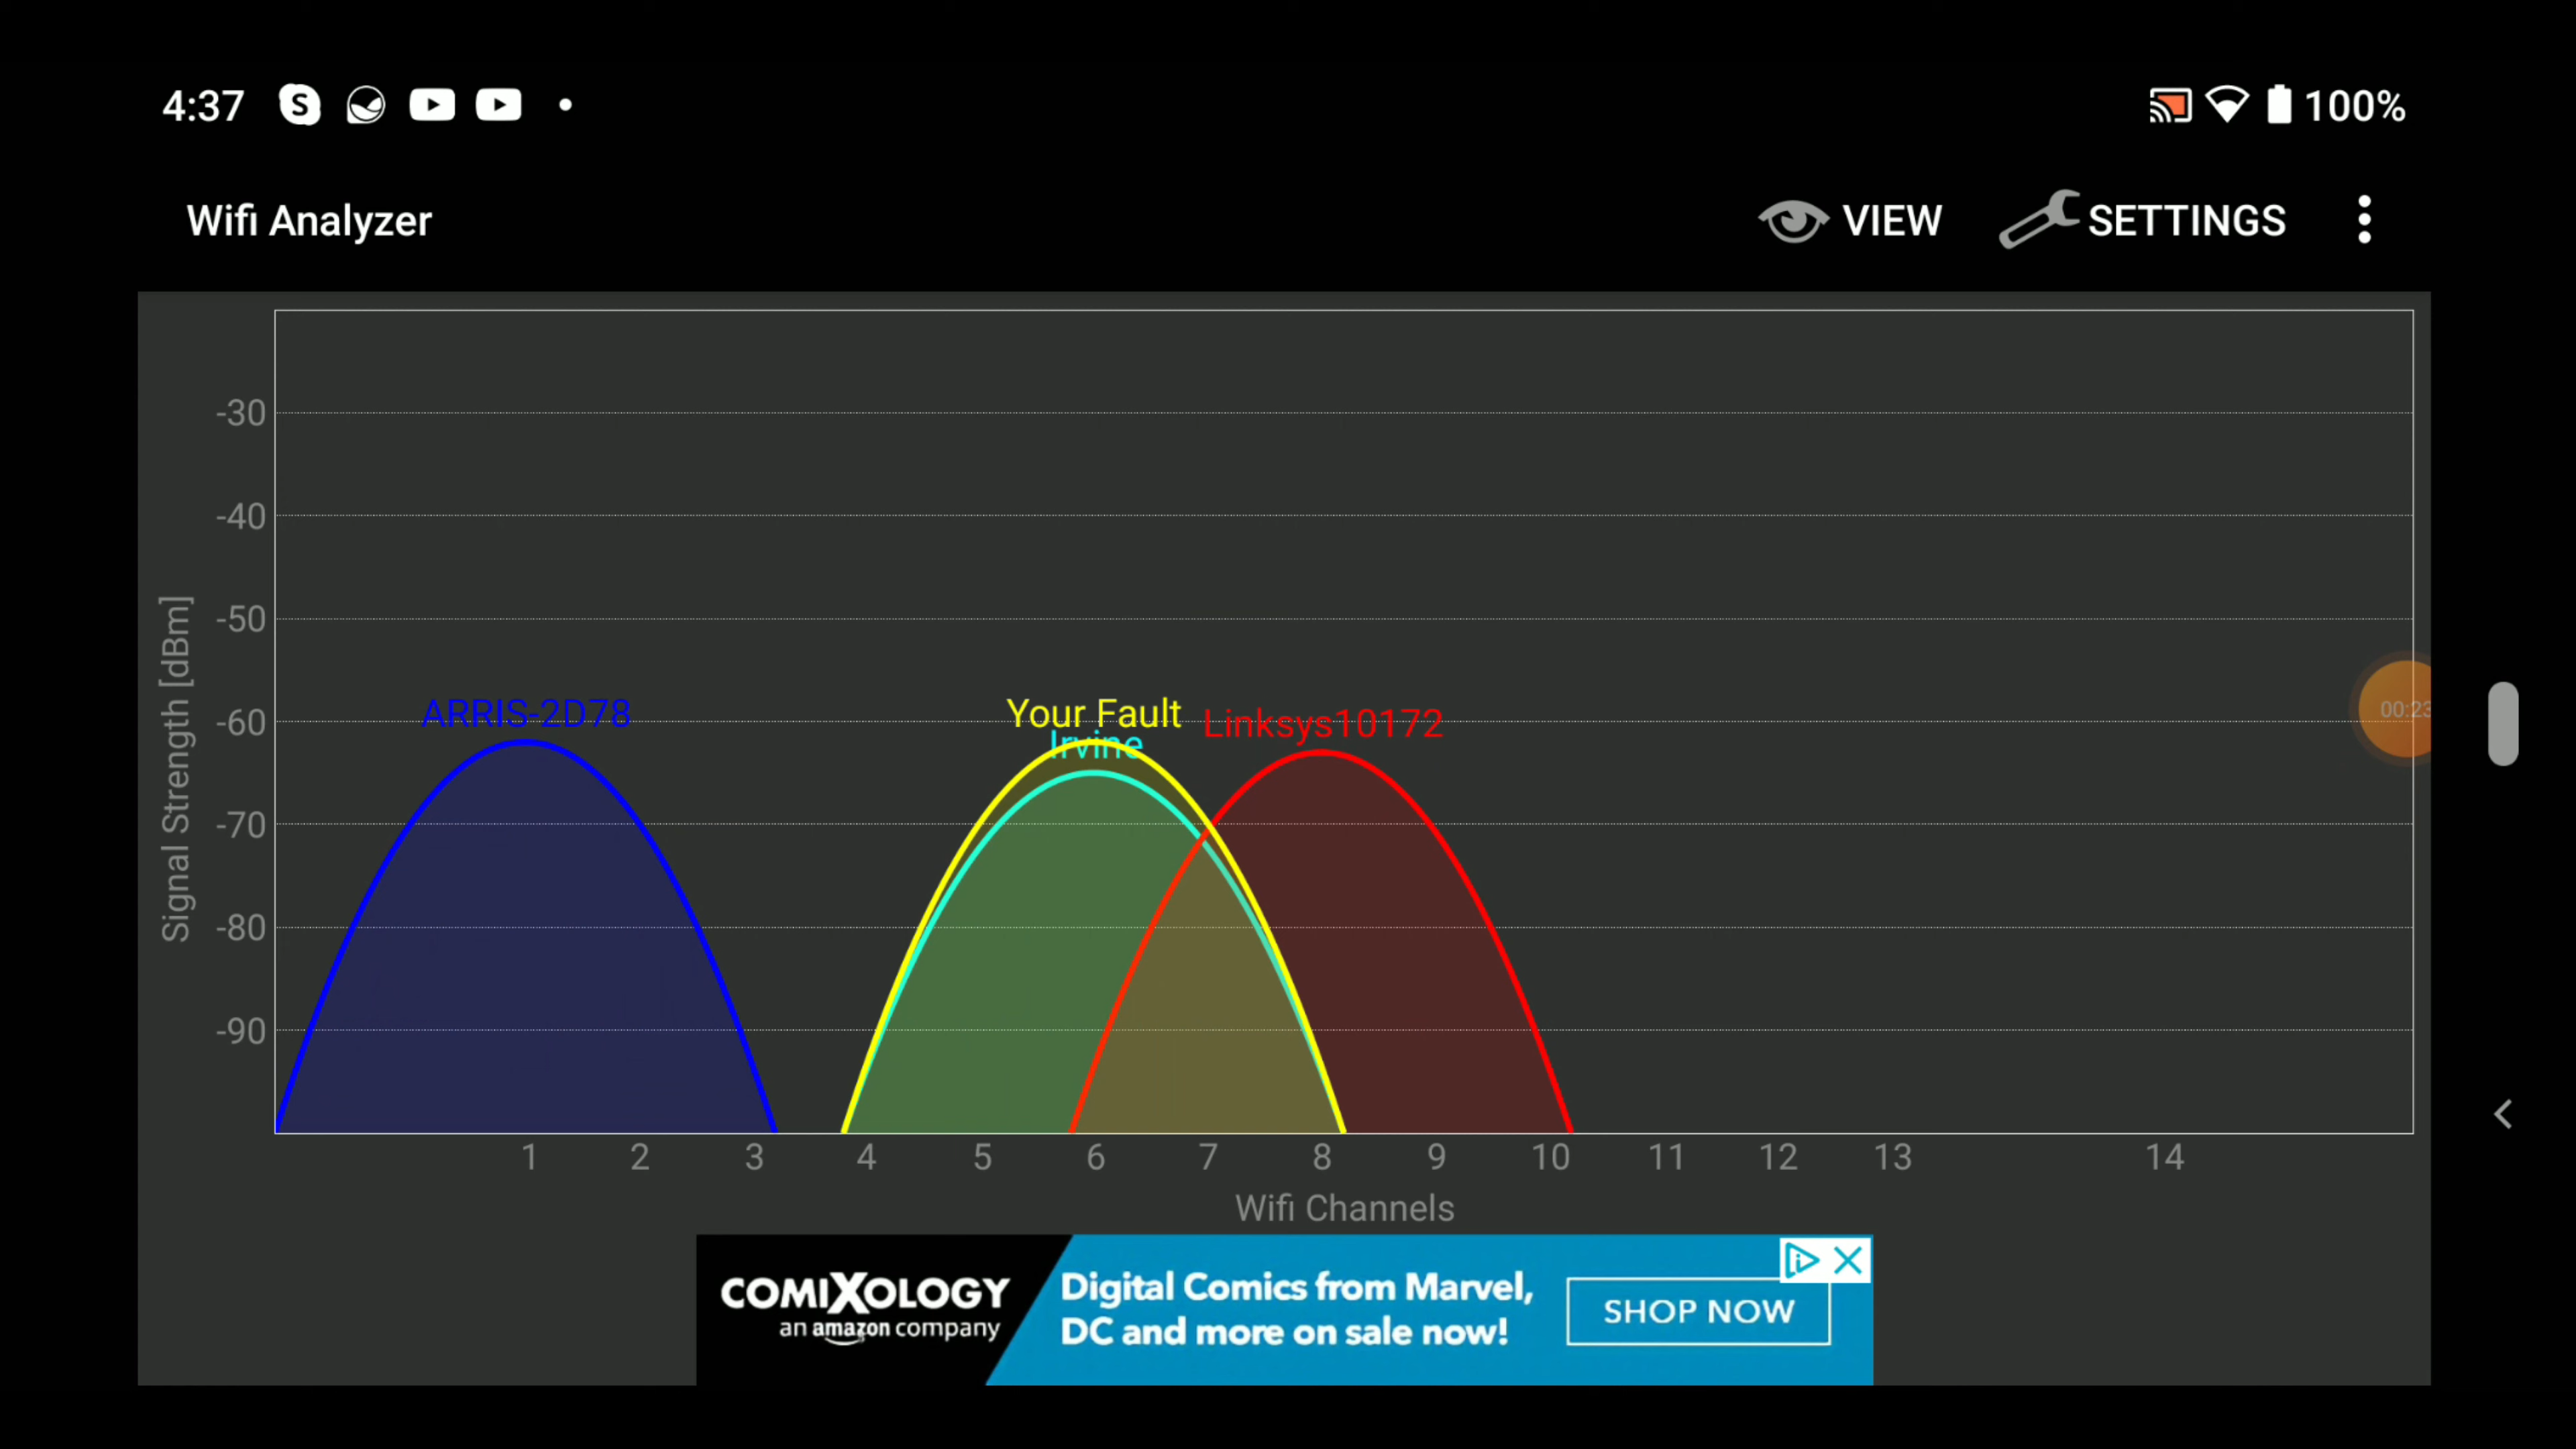 4:37
100%
Wifi Analyzer
VIEW
SETTINGS
-30
-40
-50
-60
-70
-80
-90
Signal Strength [dBm]
ARRIS-2D78
Your Fault
Irvine
Linksys10172
00:23
1 2 3 4 5 6 7 8 9 10 11 12 13 14
Wifi Channels
COMIXOLOGY
an amazon company
Digital Comics from Marvel,
DC and more on sale now!
SHOP NOW